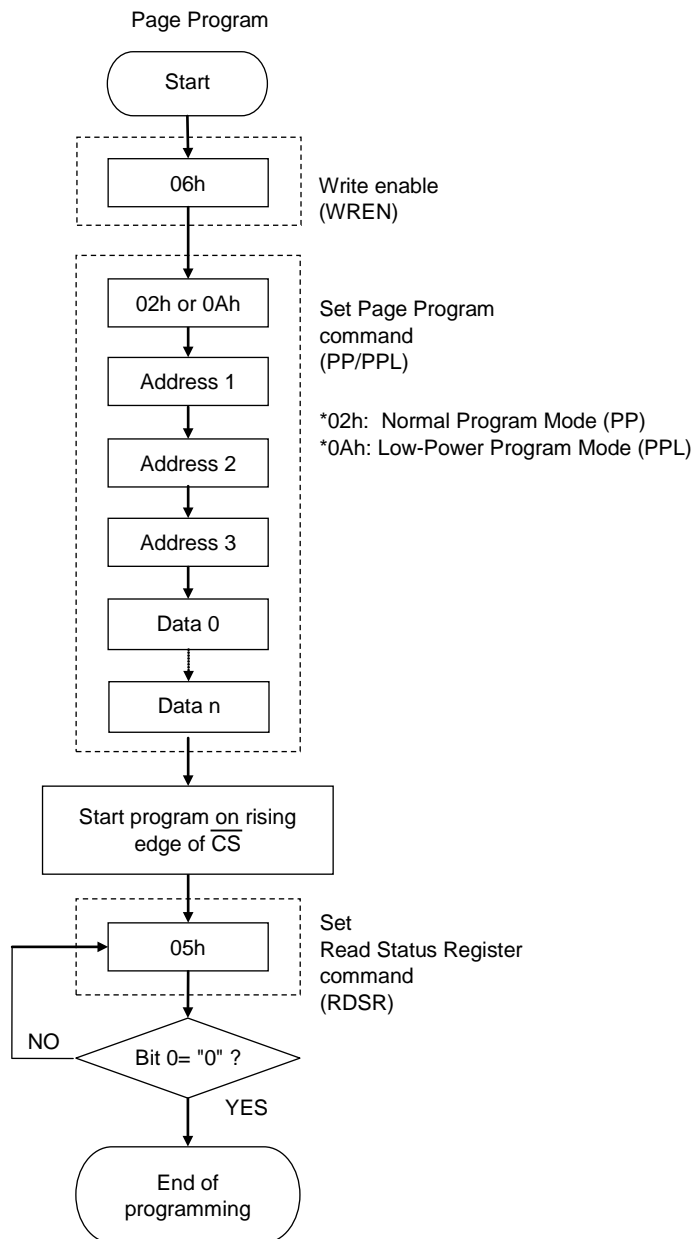 Page Program
Start
06h
Write enable
(WREN)
02h or 0Ah
Set Page Program
command
(PP/PPL)
Address 1
*02h:  Normal Program Mode (PP)
*0Ah: Low-Power Program Mode (PPL)
Address 2
Address 3
Data 0
Data n
Start program on rising
edge of C̅S̅
05h
Set
Read Status Register
command
(RDSR)
NO
Bit 0= "0" ?
YES
End of
programming